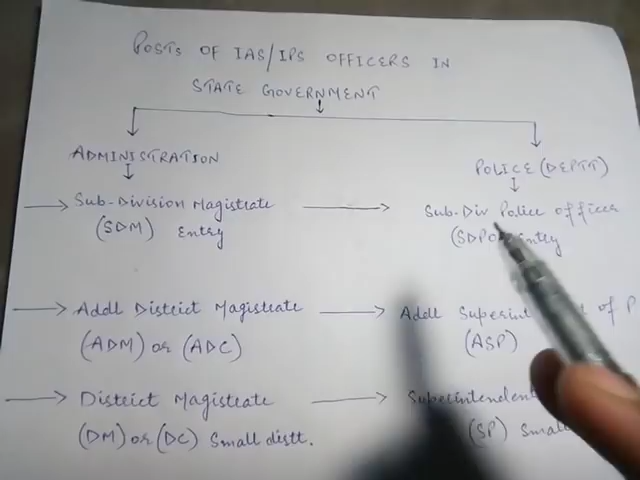 POSTS OF IAS/IPS OFFICERS IN
STATE GOVERNMENT
ADMINISTRATION
POLICE (DEPTT)
Sub-Division Magistrate
(SDM) Entry
Sub-Div Police Officer
(SDPO Entry
Addl District Magistrate
(ADM) or (ADC)
Addl of P
(ASP)
District Magistrate
(DM) or (DC) Small distt.
(SP) Small